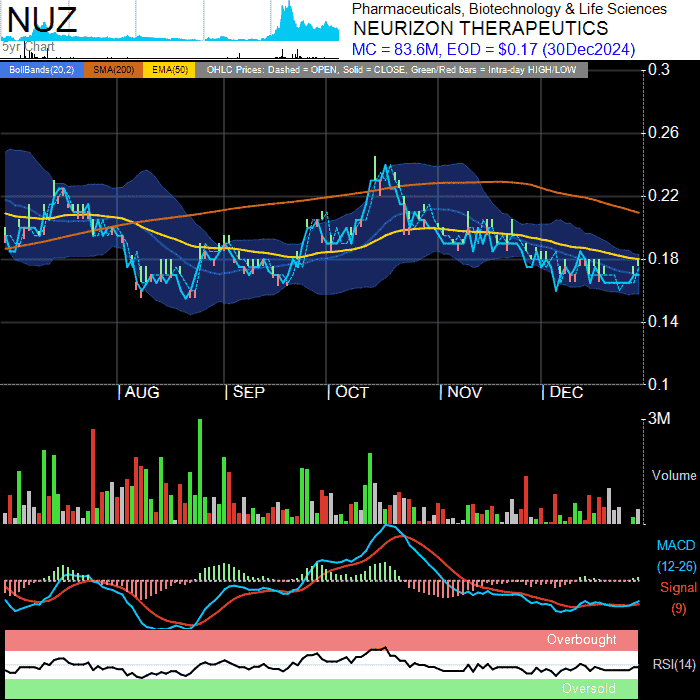 NUZ
5yr Chart
Pharmaceuticals, Biotechnology & Life Sciences
NEURIZON THERAPEUTICS
MC = 83.6M, EOD = $0.17 (30Dec2024)
BollBands(20,2) SMA(200) EMA(50) OHLC Prices: Dashed = OPEN, Solid = CLOSE, Green/Red bars = Intra-day HIGH/LOW
0.3
0.26
0.22
0.18
0.14
0.1
AUG SEP OCT NOV DEC
3M
Volume
MACD
(12-26)
Signal
(9)
Overbought
RSI(14)
Oversold